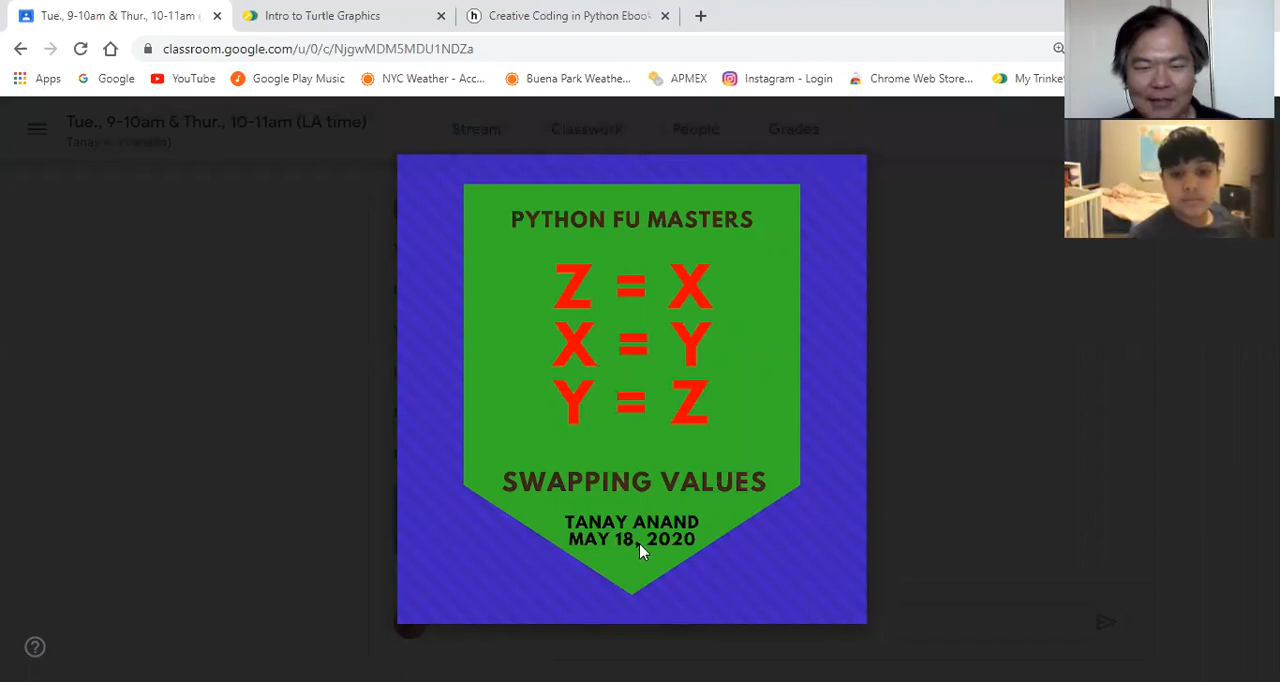 Tue., 9-10am & Thur., 10-11am
Intro to Turtle Graphics
Creative Coding in Python Ebook
classroom.google.com/u/0/c/NjgwMDM5MDU1NDZa
Apps
Google
YouTube
Google Play Music
NYC Weather - Acc...
Buena Park Weathe...
APMEX
Instagram - Login
Chrome Web Store...
My Trinket
Tue., 9-10am & Thur., 10-11am (LA time)
Tanay
Stream
Classwork
People
Grades
PYTHON FU MASTERS
Z = X
X = Y
Y = Z
SWAPPING VALUES
TANAY ANAND
MAY 18, 2020